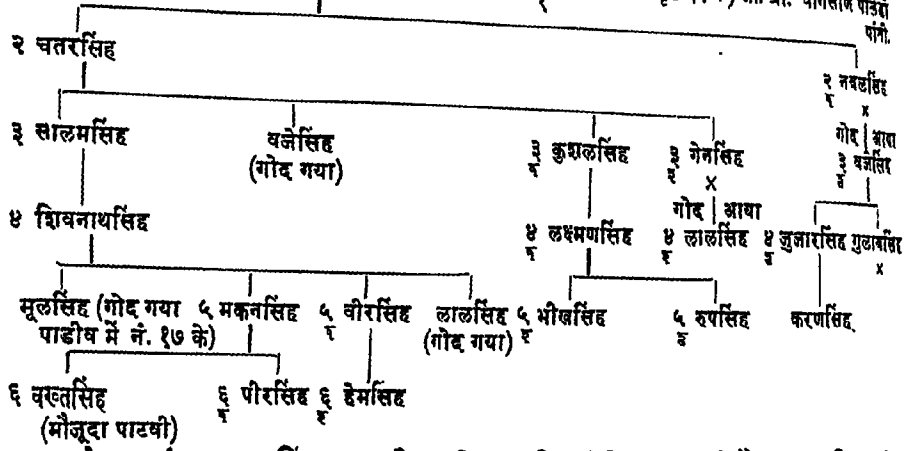 पांती.
२ चतरसिंह
२ नवलसिंह
x
गोद | आया
३ सालमसिंह वजेसिंह ३ कुशलसिंह ३ गेनसिंह ३ वजेसिंह
(गोद गया) x
गोद | आया
४ शिवनाथसिंह ४ लक्ष्मणसिंह ४ लालसिंह ४ जुजारसिंह गुलाबसिंह
x
मूलसिंह (गोद गया ५ मकनसिंह ५ वीरसिंह लालसिंह ५ भीखसिंह ५ रुपसिंह करणसिंह
पाडीव में नं. १७ के) (गोद गया)
६ वख्तसिंह ६ पीरसिंह ६ हेमसिंह
(मौजूदा पाटवी)